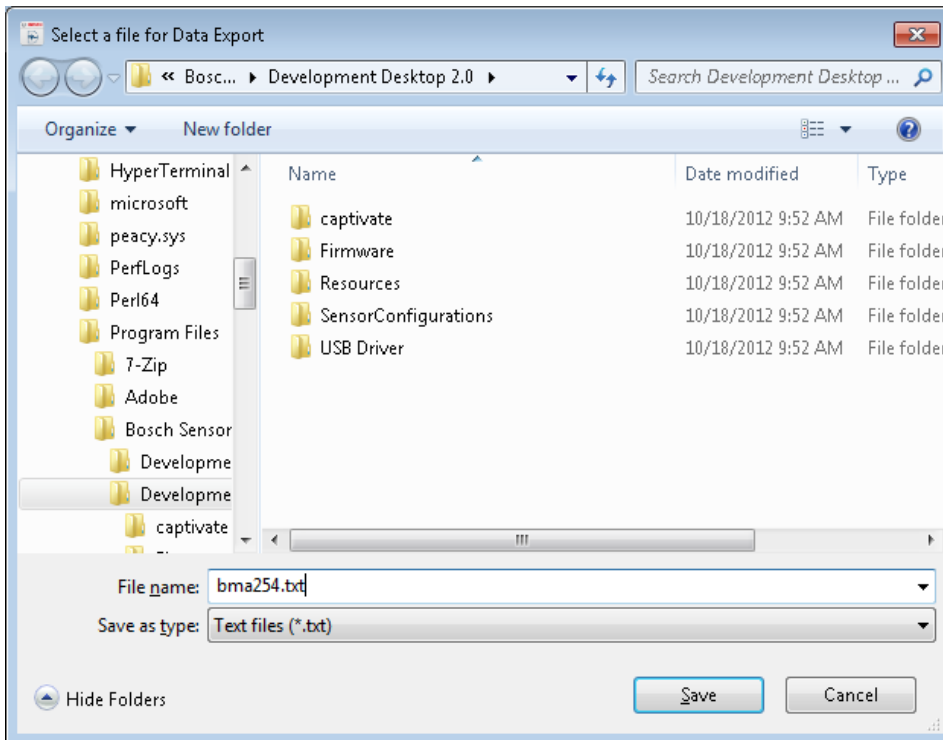 Select a file for Data Export
« Bosc... ▸ Development Desktop 2.0 ▸
Search Development Desktop ...
Organize
New folder
HyperTerminal
microsoft
peacy.sys
PerfLogs
Perl64
Program Files
7-Zip
Adobe
Bosch Sensor
Developme
Developme
captivate
Name Date modified Type
captivate 10/18/2012 9:52 AM File folder
Firmware 10/18/2012 9:52 AM File folder
Resources 10/18/2012 9:52 AM File folder
SensorConfigurations 10/18/2012 9:52 AM File folder
USB Driver 10/18/2012 9:52 AM File folder
File name: bma254.txt
Save as type: Text files (*.txt)
Hide Folders
Save
Cancel